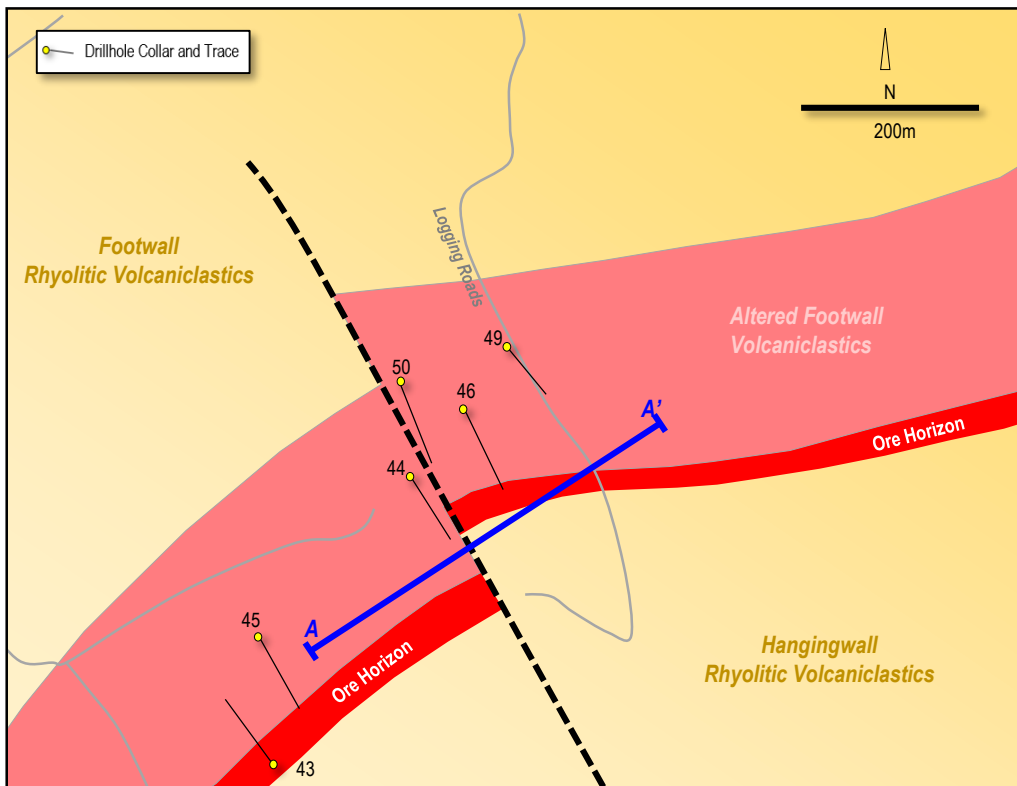 Drillhole Collar and Trace
N
200m
Logging Roads
Footwall
Rhyolitic Volcaniclastics
Altered Footwall
Volcaniclastics
49
50
46
A’
Ore Horizon
44
45
A
Ore Horizon
Hangingwall
Rhyolitic Volcaniclastics
43